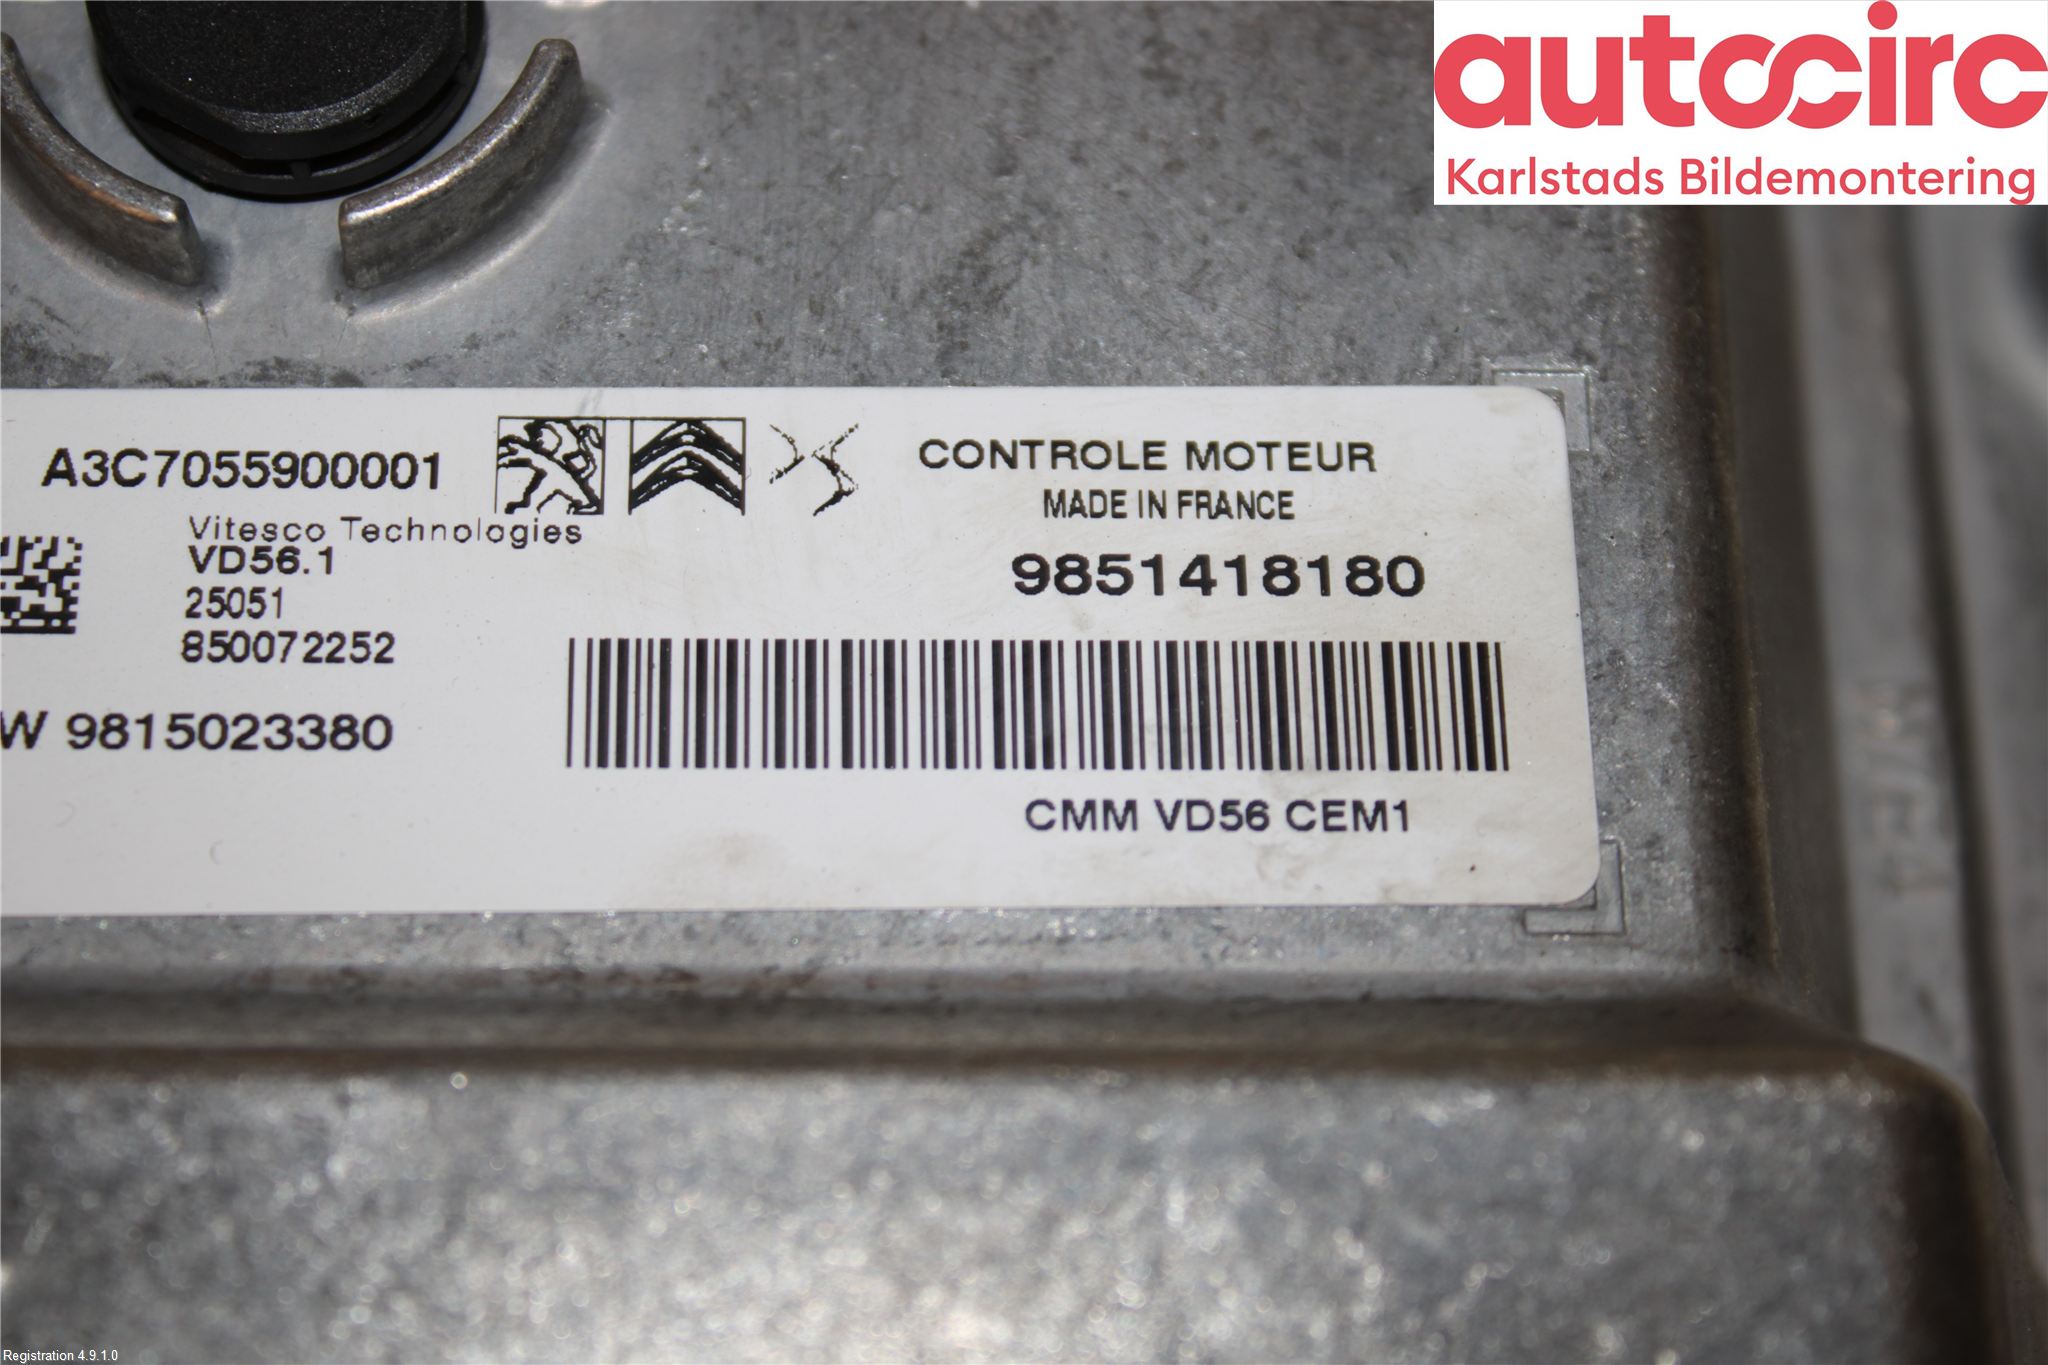 autocirc
Karlstads Bildemontering
A3C7055900001
CONTROLE MOTEUR
MADE IN FRANCE
Vitesco Technologies
VD56.1
25051
850072252
9851418180
W 9815023380
CMM VD56 CEM1
Registration 4.9.1.0